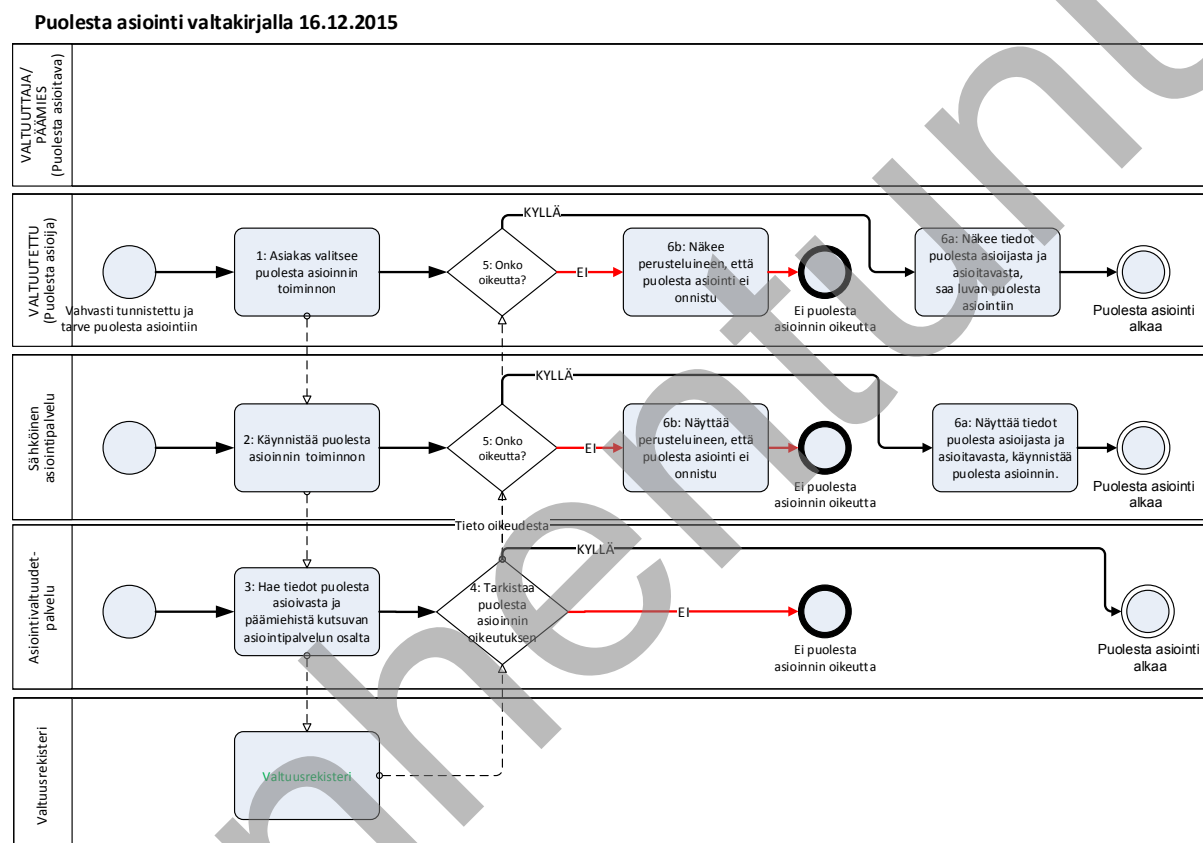 Puolesta asiointi valtakirjalla 16.12.2015
VALTUUTTAJA/
PÄÄMIES
(Puolesta asioitava)
VALTUUTETTU
(Puolesta asioija)
Vahvasti tunnistettu ja
tarve puolesta asiointiin
1: Asiakas valitsee
puolesta asioinnin
toiminnon
5: Onko
oikeutta?
KYLLÄ
EI
6b: Näkee
perusteluineen, että
puolesta asiointi ei
onnistu
Ei puolesta
asioinnin oikeutta
6a: Näkee tiedot
puolesta asioijasta ja
asioitavasta,
saa luvan puolesta
asiointiin
Puolesta asiointi
alkaa
Sähköinen
asiointipalvelu
2: Käynnistää puolesta
asioinnin toiminnon
5: Onko
oikeutta?
KYLLÄ
EI
6b: Näyttää
perusteluineen, että
puolesta asiointi ei
onnistu
Ei puolesta
asioinnin oikeutta
6a: Näyttää tiedot
puolesta asioijasta ja
asioitavasta, käynnistää
puolesta asioinnin.
Puolesta asiointi
alkaa
Tieto oikeudesta
Asiointivaltuudet-
palvelu
3: Hae tiedot puolesta
asioivasta ja
päämiehistä kutsuvan
asiointipalvelun osalta
4: Tarkistaa
puolesta
asioinnin
oikeutuksen
KYLLÄ
EI
Ei puolesta
asioinnin oikeutta
Puolesta asiointi
alkaa
Valtuusrekisteri
Valtuusrekisteri
nhentunu